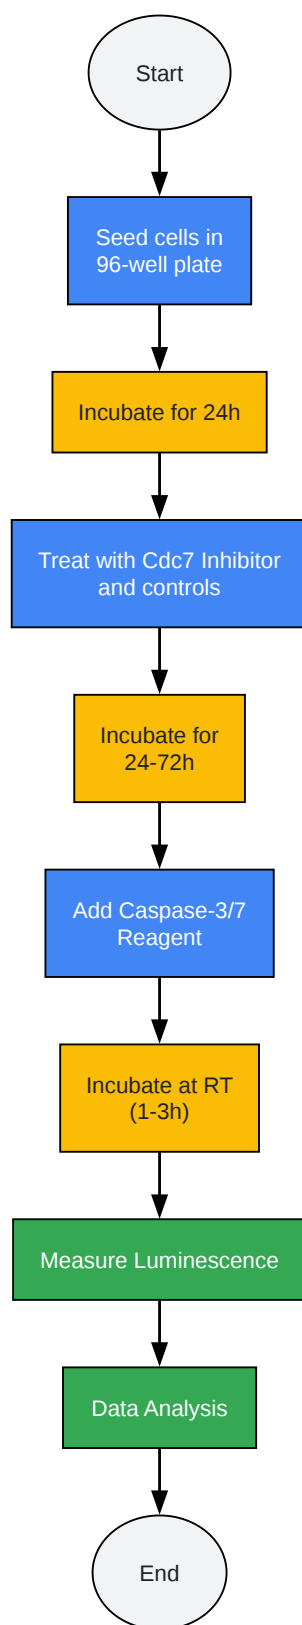 Start
Seed cells in
96-well plate
Incubate for 24h
Treat with Cdc7 Inhibitor
and controls
Incubate for
24-72h
Add Caspase-3/7
Reagent
Incubate at RT
(1-3h)
Measure Luminescence
Data Analysis
End